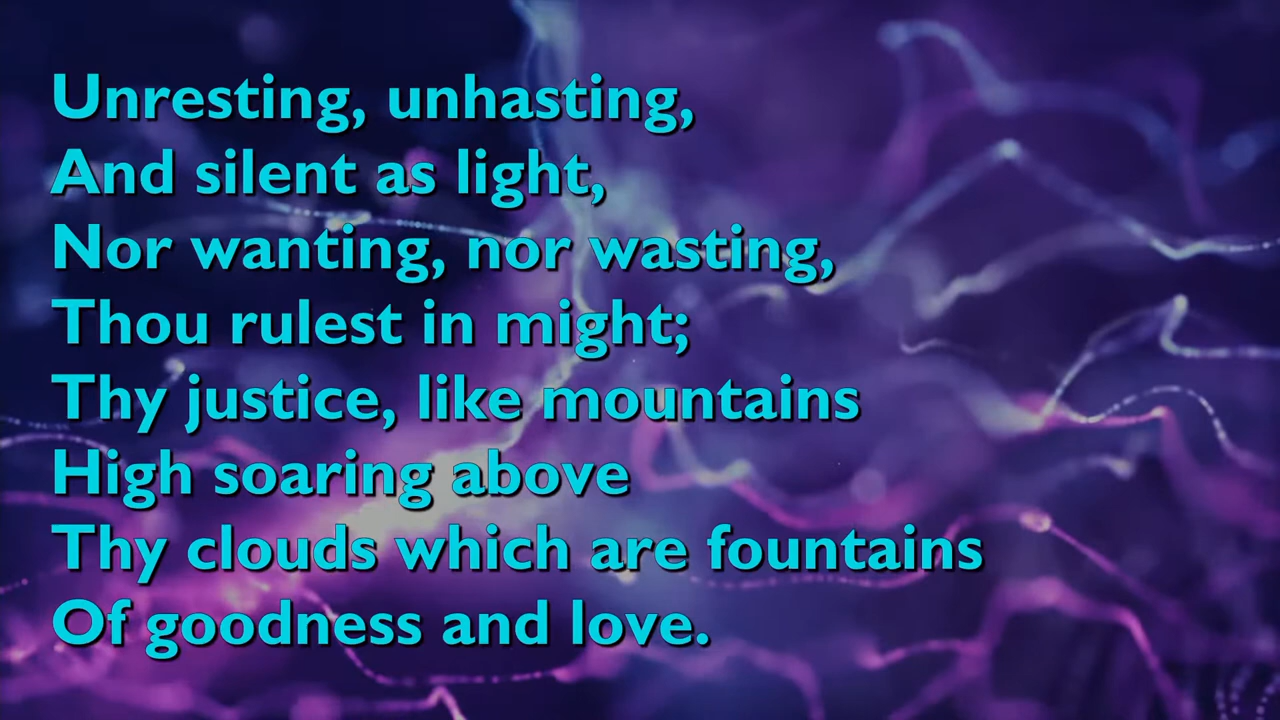 Unresting, unhasting,
And silent as light,
Nor wanting, nor wasting,
Thou rulest in might;
Thy justice, like mountains
High soaring above
Thy clouds which are fountains
Of goodness and love.